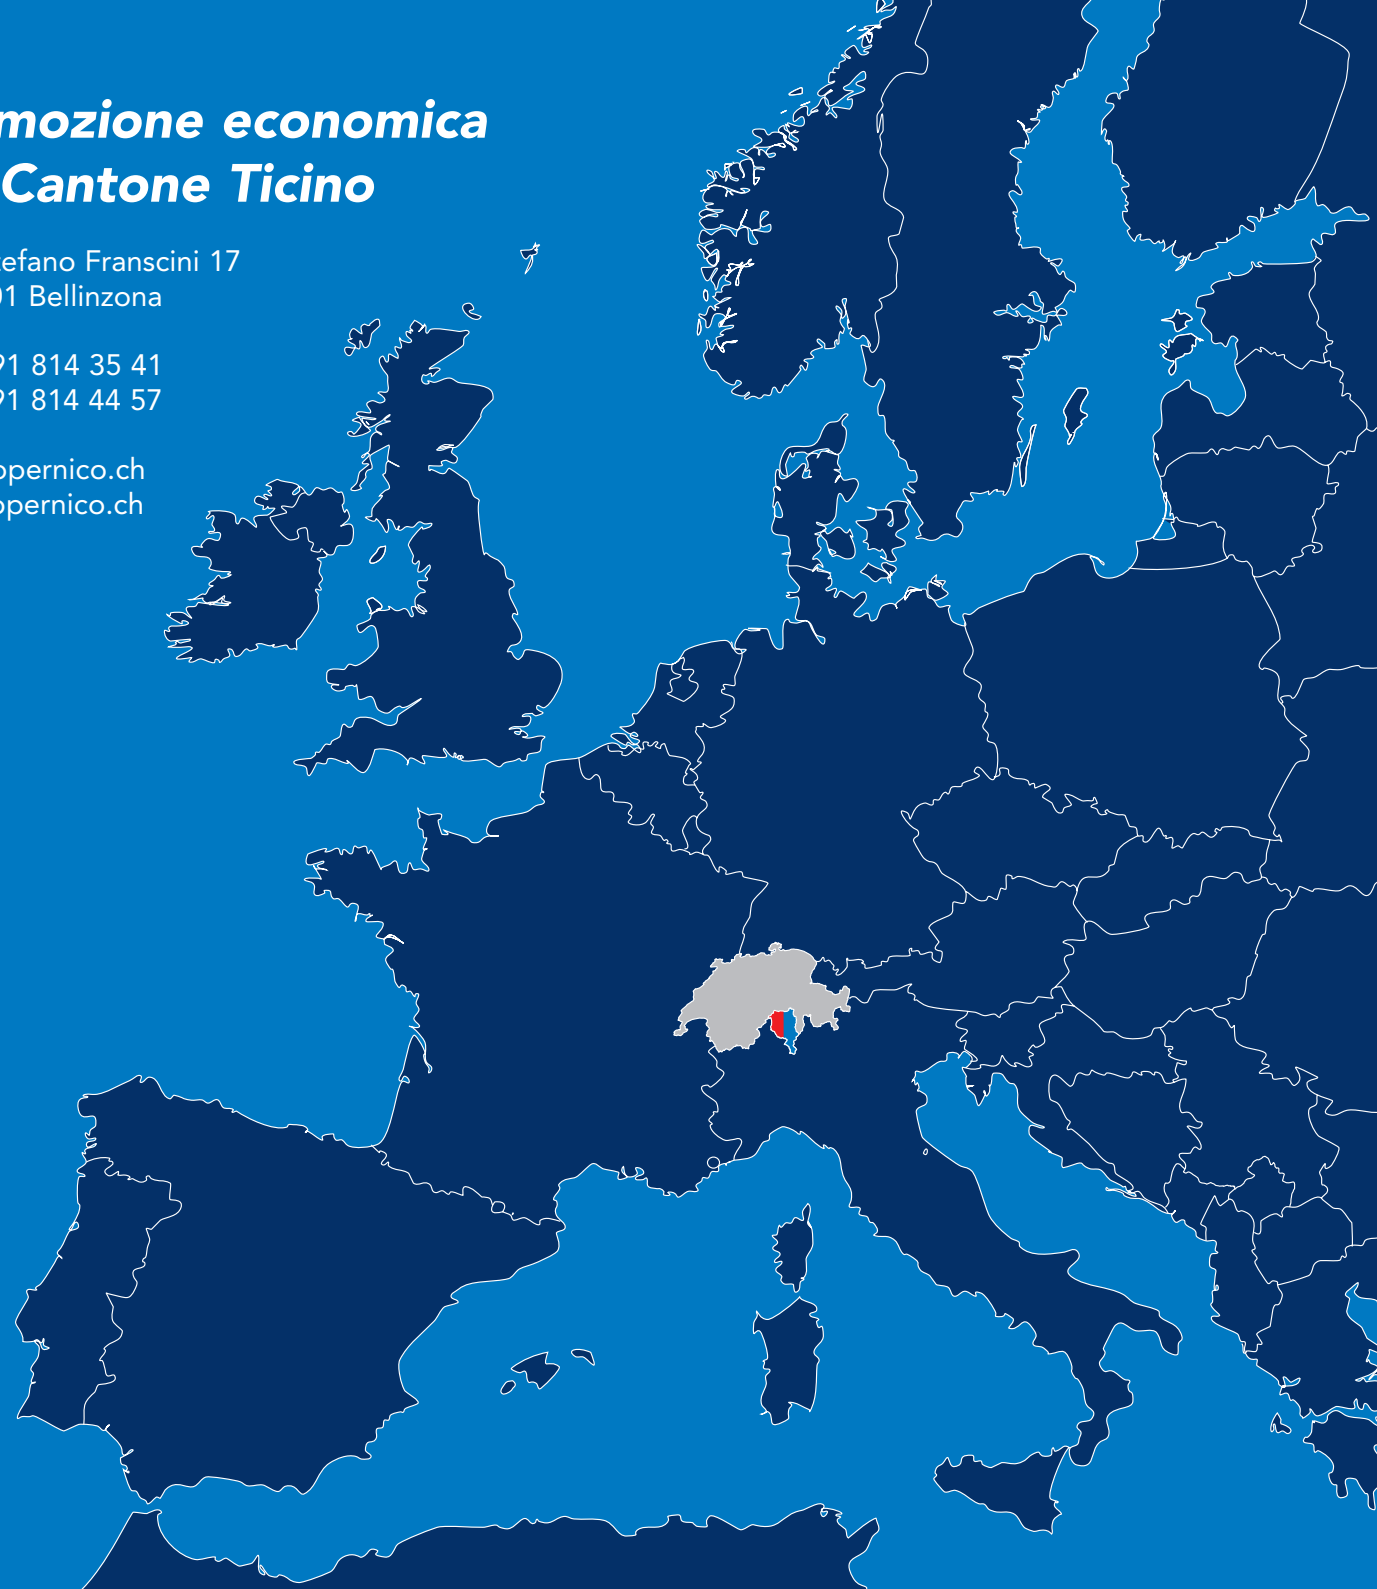 mozione economica
Cantone Ticino
tefano Franscini 17
01 Bellinzona
91 814 35 41
91 814 44 57
opernico.ch
opernico.ch